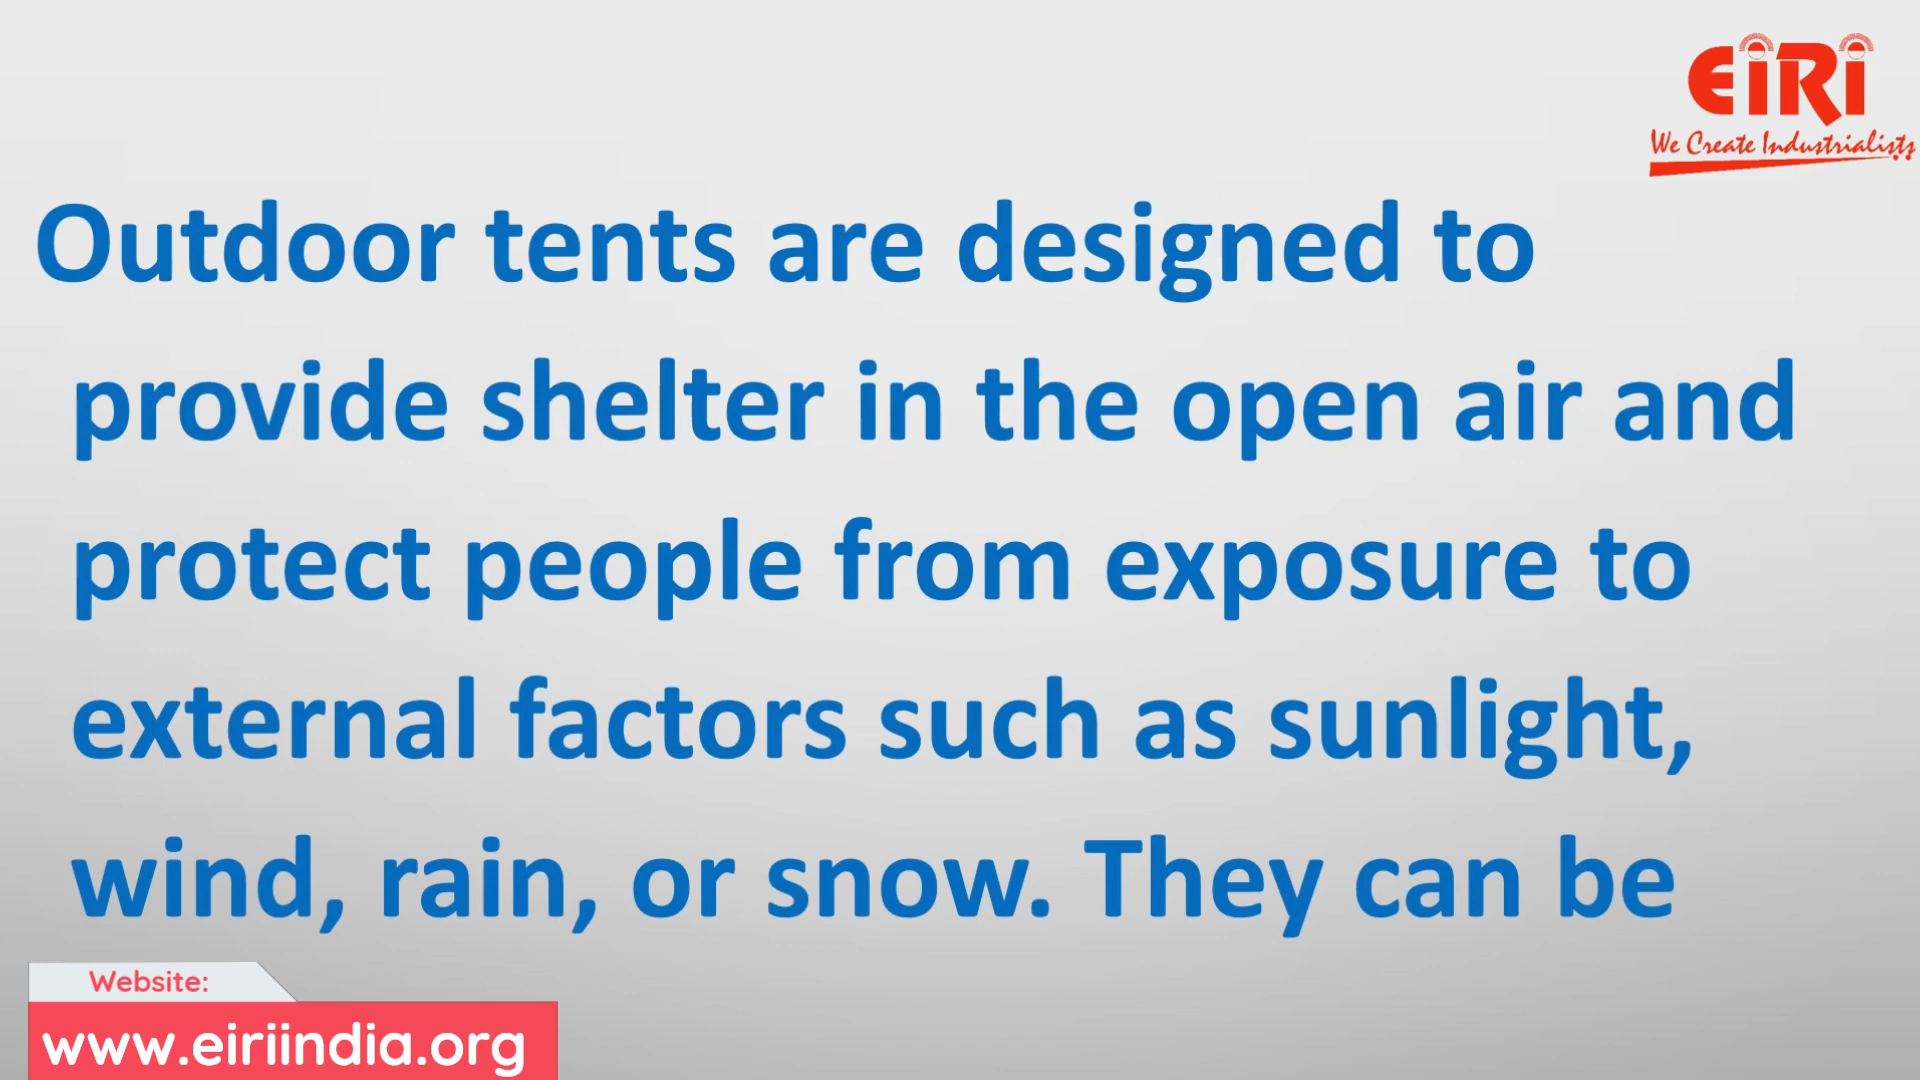 EiRi
We Create Industrialists
Outdoor tents are designed to
provide shelter in the open air and
protect people from exposure to
external factors such as sunlight,
wind, rain, or snow. They can be
Website:
www.eiriindia.org